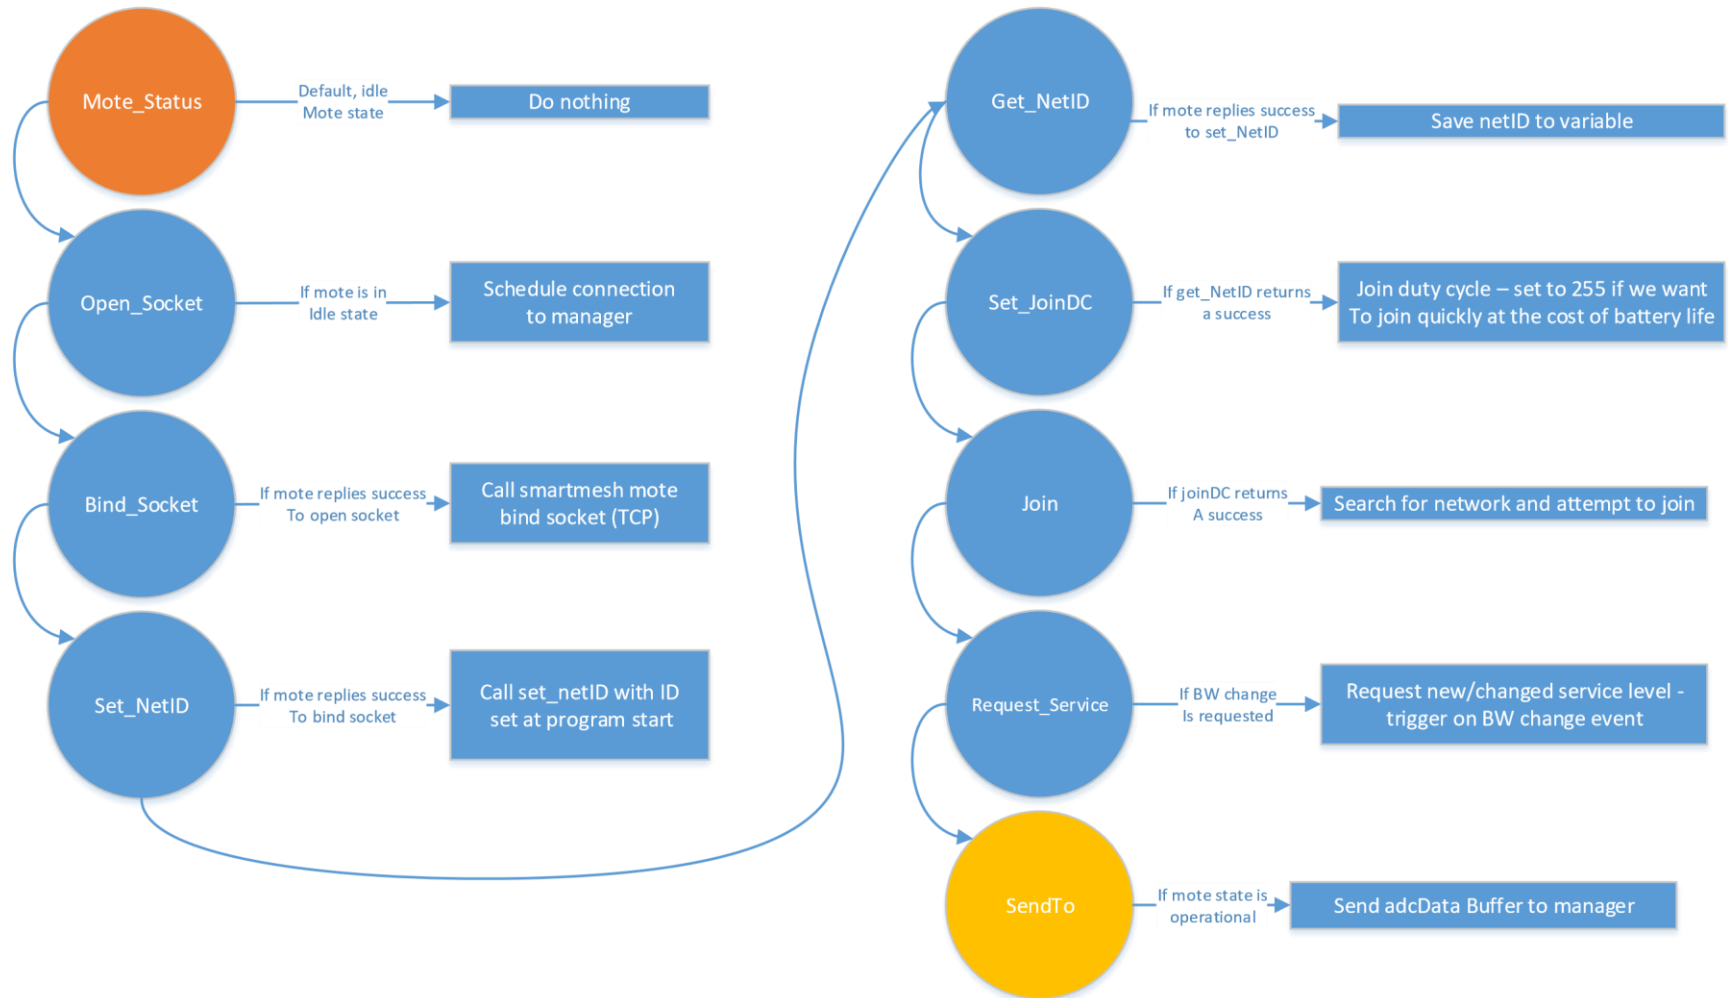 Mote_Status
Default, idle
Mote state
Do nothing
Open_Socket
If mote is in
Idle state
Schedule connection
to manager
Bind_Socket
If mote replies success
To open socket
Call smartmesh mote
bind socket (TCP)
Set_NetID
If mote replies success
To bind socket
Call set_netID with ID
set at program start
Get_NetID
If mote replies success
to set_NetID
Save netID to variable
Set_JoinDC
If get_NetID returns
a success
Join duty cycle – set to 255 if we want
To join quickly at the cost of battery life
Join
If joinDC returns
A success
Search for network and attempt to join
Request_Service
If BW change
Is requested
Request new/changed service level -
trigger on BW change event
SendTo
If mote state is
operational
Send adcData Buffer to manager